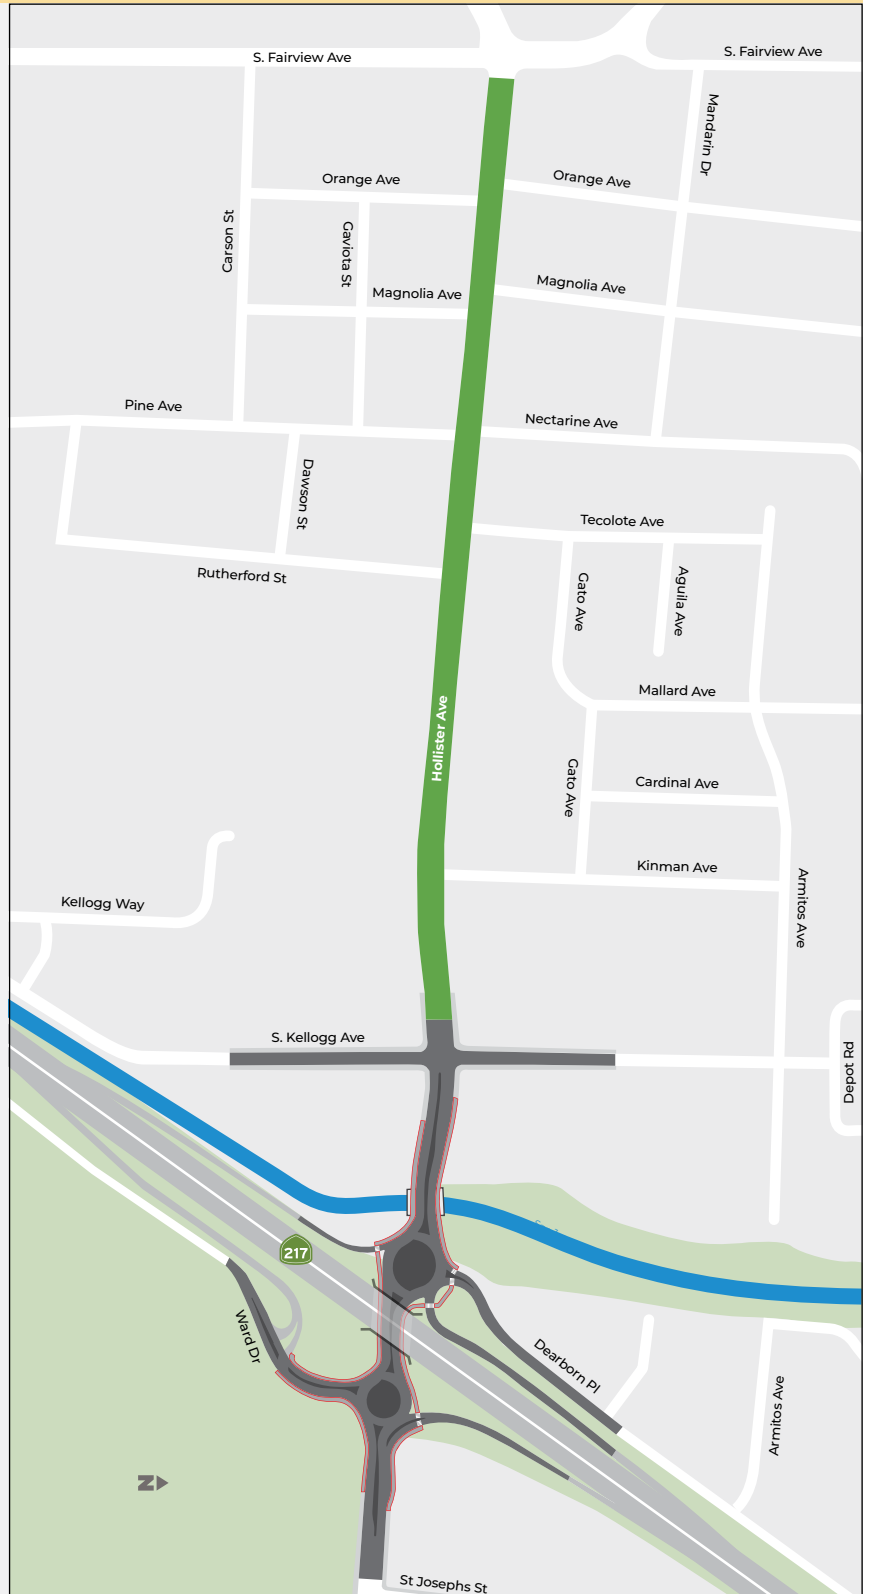 S. Fairview Ave
S. Fairview Ave
Mandarin Dr
Orange Ave
Orange Ave
Carson St
Gaviota St
Magnolia Ave
Magnolia Ave
Pine Ave
Nectarine Ave
Dawson St
Tecolote Ave
Rutherford St
Gato Ave
Aguila Ave
Mallard Ave
Hollister Ave
Gato Ave
Cardinal Ave
Kinman Ave
Armitos Ave
Kellogg Way
S. Kellogg Ave
Depot Rd
217
Ward Dr
Dearborn Pl
Armitos Ave
N
St Josephs St